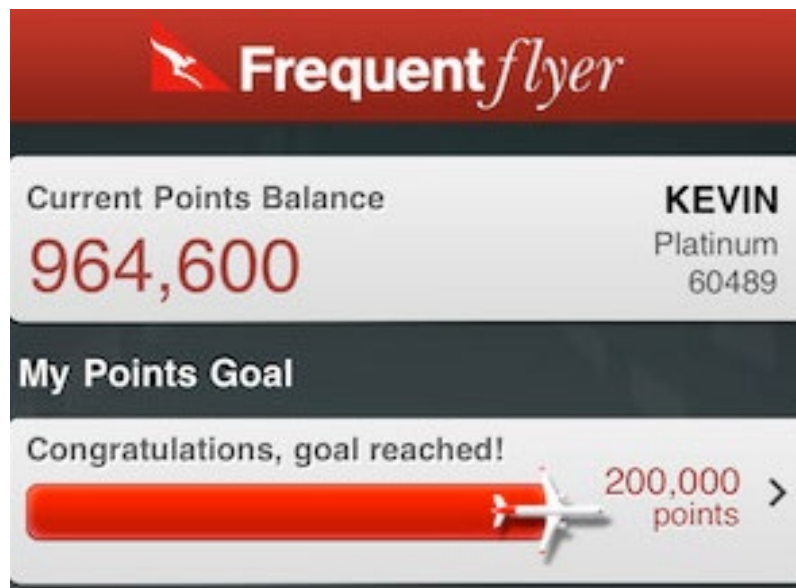 Frequent flyer
Current Points Balance
KEVIN
964,600
Platinum
60489
My Points Goal
Congratulations, goal reached!
200,000
points